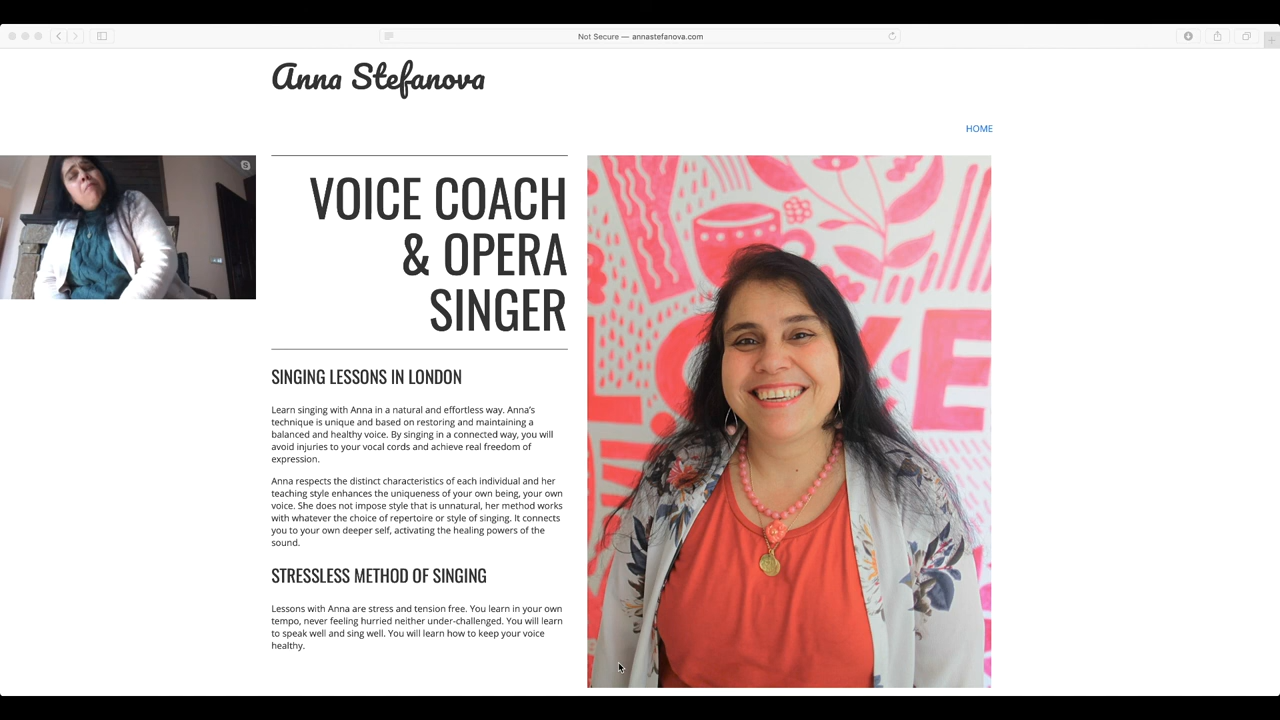 Not Secure — annastefanova.com
Anna Stefanova
HOME
VOICE COACH
& OPERA
SINGER
SINGING LESSONS IN LONDON
Learn singing with Anna in a natural and effortless way. Anna's
technique is unique and based on restoring and maintaining a
balanced and healthy voice. By singing in a connected way, you will
avoid injuries to your vocal cords and achieve real freedom of
expression.
Anna respects the distinct characteristics of each individual and her
teaching style enhances the uniqueness of your own being, your own
voice. She does not impose style that is unnatural, her method works
with whatever the choice of repertoire or style of singing. It connects
you to your own deeper self, activating the healing powers of the
sound.
STRESSLESS METHOD OF SINGING
Lessons with Anna are stress and tension free. You learn in your own
tempo, never feeling hurried neither under-challenged. You will learn
to speak well and sing well. You will learn how to keep your voice
healthy.